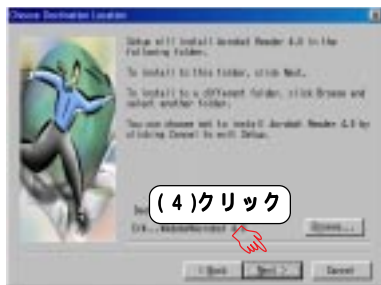 Choose Destination Location
Setup will install Acrobat Reader 4.0 in the
following folder.
To install to this folder, click Next.
To install to a different folder, click Browse and
select another folder.
You can choose not to install Acrobat Reader 4.0 by
clicking Cancel to exit Setup.
(4)クリック
Browse...
< Back
Next >
Cancel